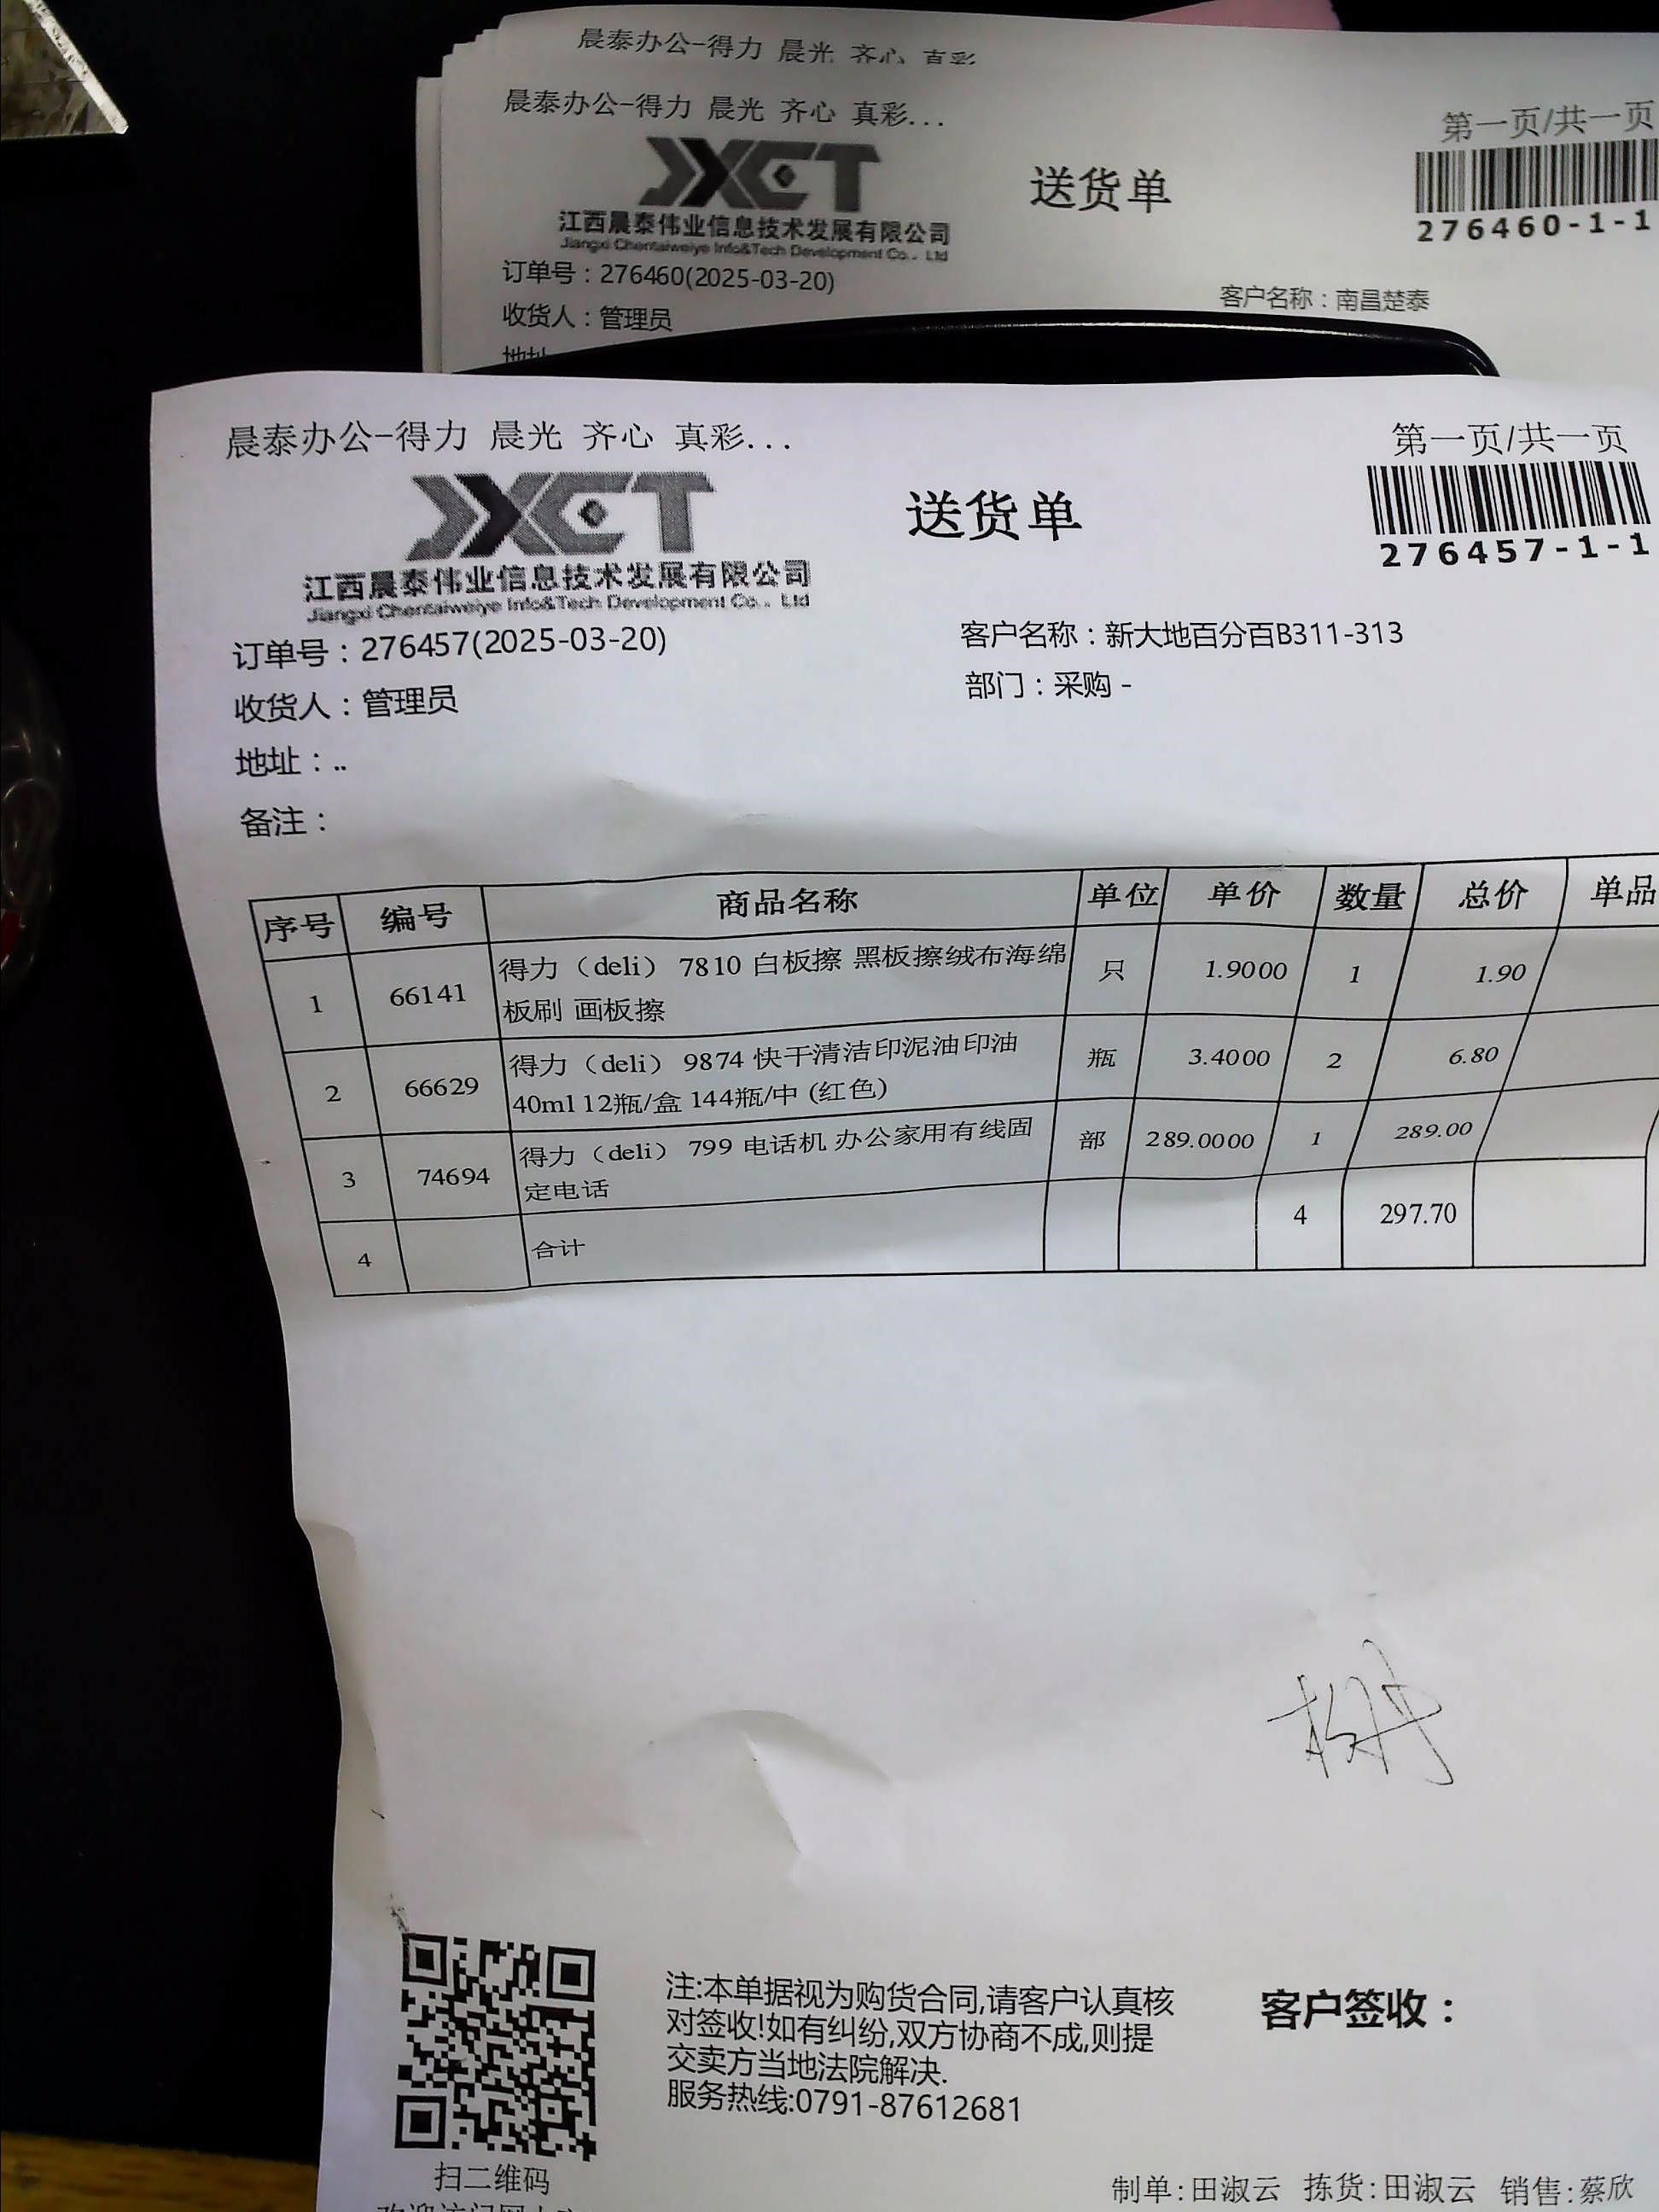 晨泰办公-得力 晨光 齐心 真彩
晨泰办公-得力 晨光 齐心 真彩...
第一页/共一页
JXCT
送货单
276460-1-1
江西晨泰伟业信息技术发展有限公司
Jiangxi Chentaiweiye Info&Tech Development Co., Ltd
订单号：276460(2025-03-20)
客户名称：南昌楚泰
收货人：管理员
地址
晨泰办公-得力 晨光 齐心 真彩...
第一页/共一页
JXCT
送货单
276457-1-1
江西晨泰伟业信息技术发展有限公司
Jiangxi Chentaiweiye Info&Tech Development Co., Ltd
订单号：276457(2025-03-20)
客户名称：新大地百分百B311-313
收货人：管理员
部门：采购 -
地址：..
备注：
序号 编号 商品名称 单位 单价 数量 总价 单品
1 66141 得力（deli） 7810 白板擦 黑板擦绒布海绵 只 1.9000 1 1.90
板刷 画板擦
2 66629 得力（deli） 9874 快干清洁印泥油印油 瓶 3.4000 2 6.80
40ml 12瓶/盒 144瓶/中 (红色)
3 74694 得力（deli） 799 电话机 办公家用有线固 部 289.0000 1 289.00
定电话
4 合计 4 297.70
注:本单据视为购货合同,请客户认真核
对签收!如有纠纷,双方协商不成,则提
交卖方当地法院解决.
服务热线:0791-87612681
客户签收：
扫二维码
制单:田淑云 拣货:田淑云 销售:蔡欣